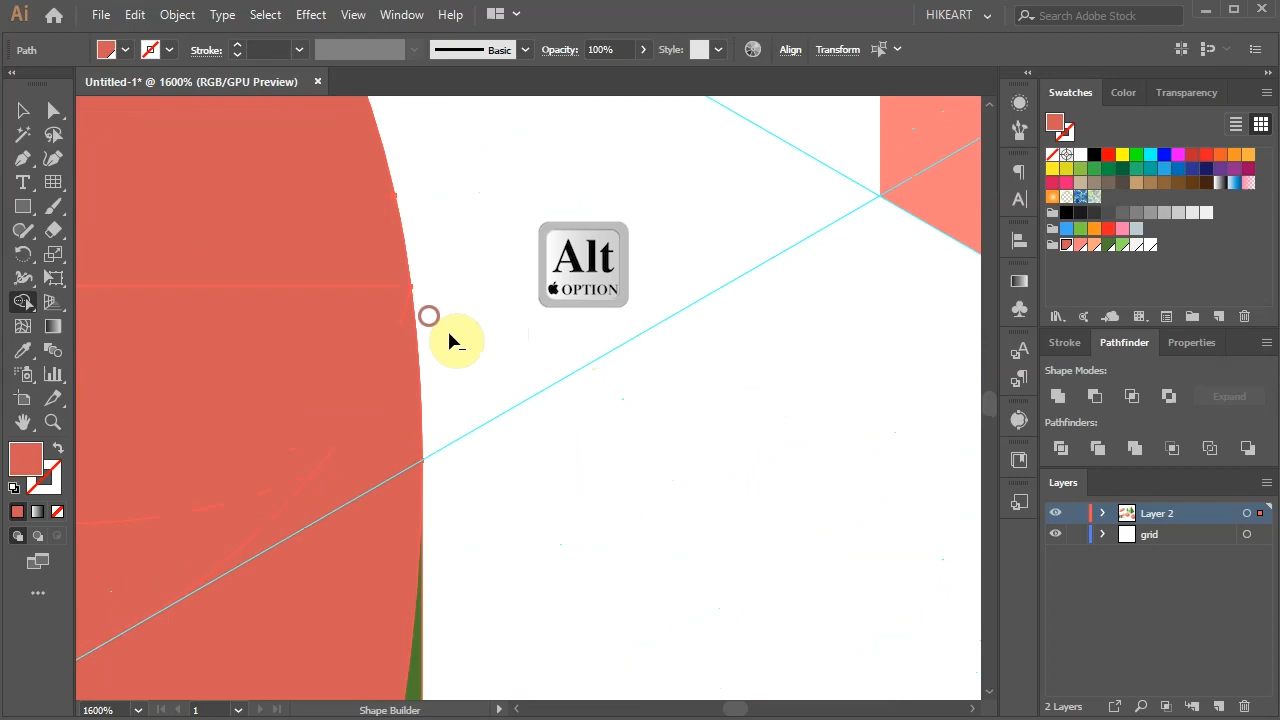 Ai File Edit Object Type Select Effect View Window Help HIKEART Search Adobe Stock
Path Stroke: Basic Opacity: 100% Style: Align Transform
Untitled-1* @ 1600% (RGB/GPU Preview) ×
Swatches Color Transparency
Alt
OPTION
Stroke Pathfinder Properties
Shape Modes:
Expand
Pathfinders:
Layers
Layer 2
grid
1600% 1 Shape Builder 2 Layers